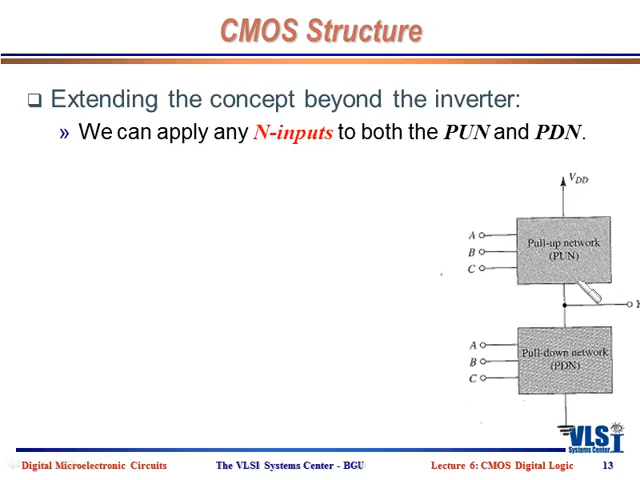 CMOS Structure
Extending the concept beyond the inverter:
» We can apply any N-inputs to both the PUN and PDN.
VDD
A
B
C
Pull-up network
(PUN)
Y
A
B
C
Pull-down network
(PDN)
VLSI
Systems Center
Digital Microelectronic Circuits
The VLSI Systems Center - BGU
Lecture 6: CMOS Digital Logic
13